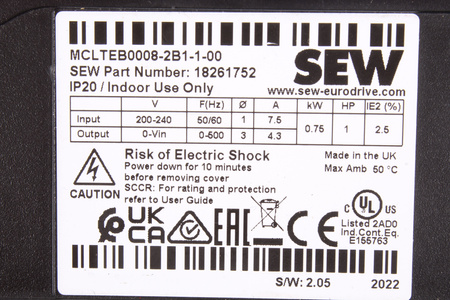 MCLTEB0008-2B1-1-00
SEW Part Number: 18261752
IP20 / Indoor Use Only
SEW
www.sew-eurodrive.com
V F(Hz) Ø A kW HP IE2 (%)
Input 200-240 50/60 1 7.5 0.75 1 2.5
Output 0-Vin 0-500 3 4.3
CAUTION
Risk of Electric Shock
Power down for 10 minutes
before removing cover
SCCR: For rating and protection
refer to User Guide
Made in the UK
Max Amb 50 °C
UK
CA
EAC
CE
C UL US
Listed 2AD0
Ind.Cont.Eq.
E155763
S/W: 2.05
2022